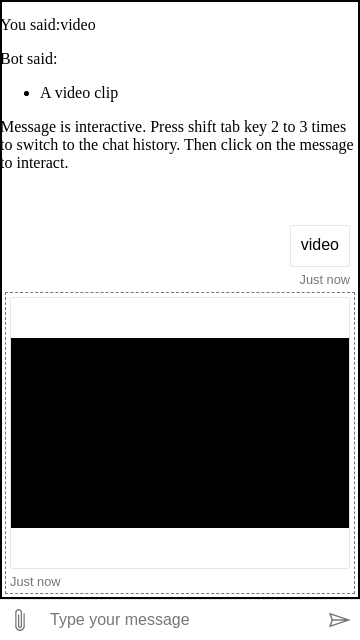 You said:video
Bot said:
A video clip
Message is interactive. Press shift tab key 2 to 3 times
to switch to the chat history. Then click on the message
to interact.
video
Just now
Just now
Type your message